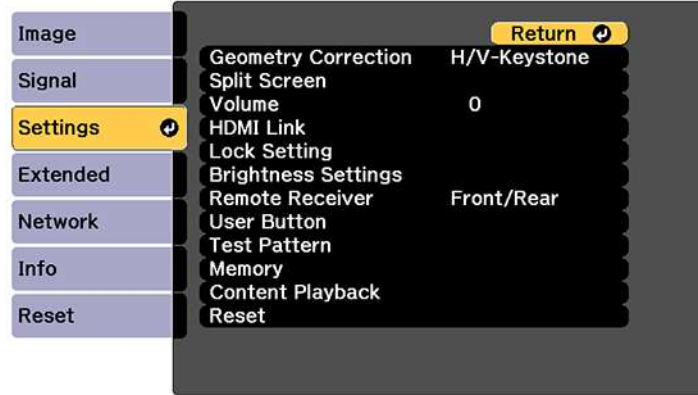 Image
Signal
Settings
Extended
Network
Info
Reset
Return
Geometry Correction H/V-Keystone
Split Screen
Volume 0
HDMI Link
Lock Setting
Brightness Settings
Remote Receiver Front/Rear
User Button
Test Pattern
Memory
Content Playback
Reset